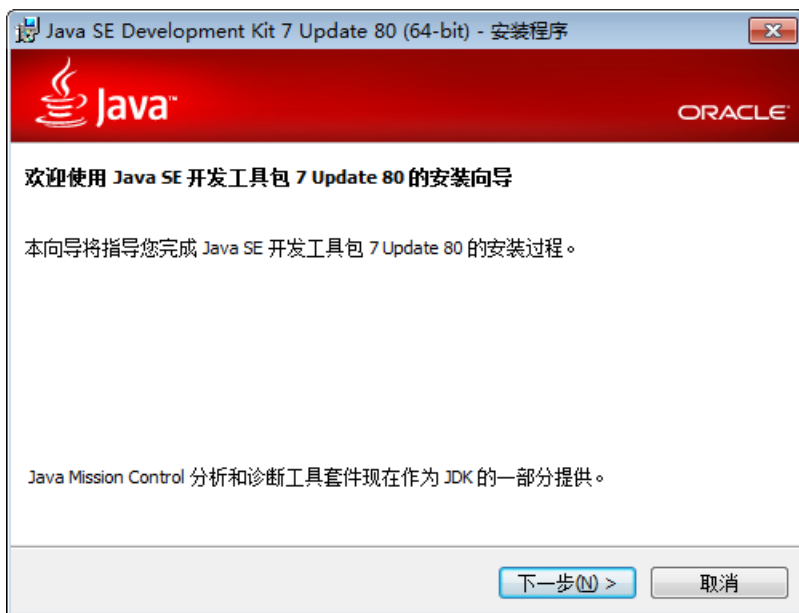 Java SE Development Kit 7 Update 80 (64-bit) - 安装程序
Java™
ORACLE®
欢迎使用 Java SE 开发工具包 7 Update 80 的安装向导
本向导将指导您完成 Java SE 开发工具包 7 Update 80 的安装过程。
Java Mission Control 分析和诊断工具套件现在作为 JDK 的一部分提供。
下一步(N) >
取消